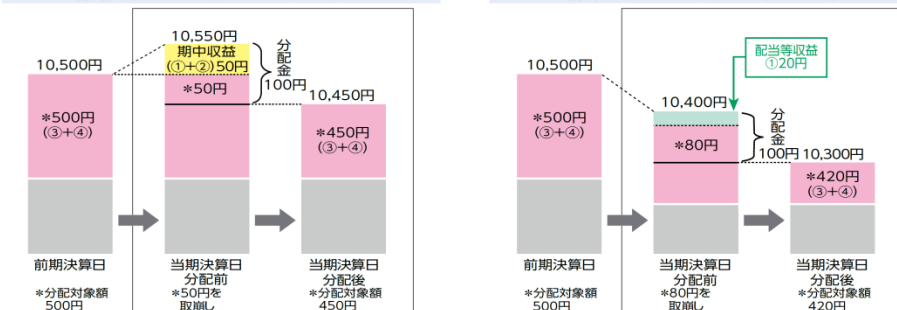 10,550円
期中収益
(①+②)50円
10,500円
*50円
分配金
100円
10,450円
*500円
(③+④)
*450円
(③+④)
前期決算日
当期決算日
分配前
当期決算日
分配後
*分配対象額
500円
*50円を
取崩し
*分配対象額
450円
配当等収益
①20円
10,500円
10,400円
*500円
(③+④)
*80円
分配金
100円
10,300円
*420円
(③+④)
前期決算日
当期決算日
分配前
当期決算日
分配後
*分配対象額
500円
*80円を
取崩し
*分配対象額
420円